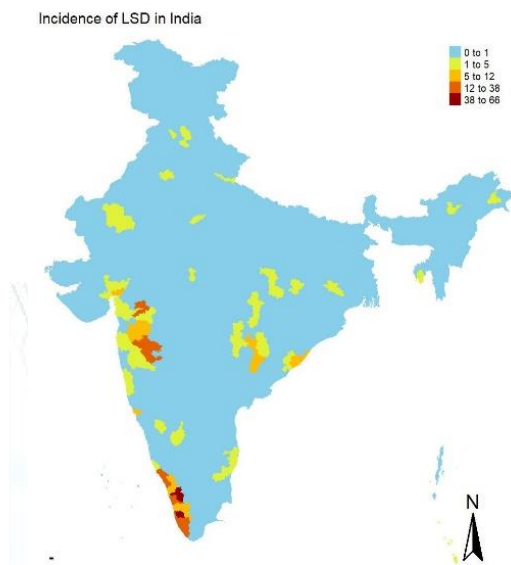 Incidence of LSD in India
0 to 1
1 to 5
5 to 12
12 to 38
38 to 66
N